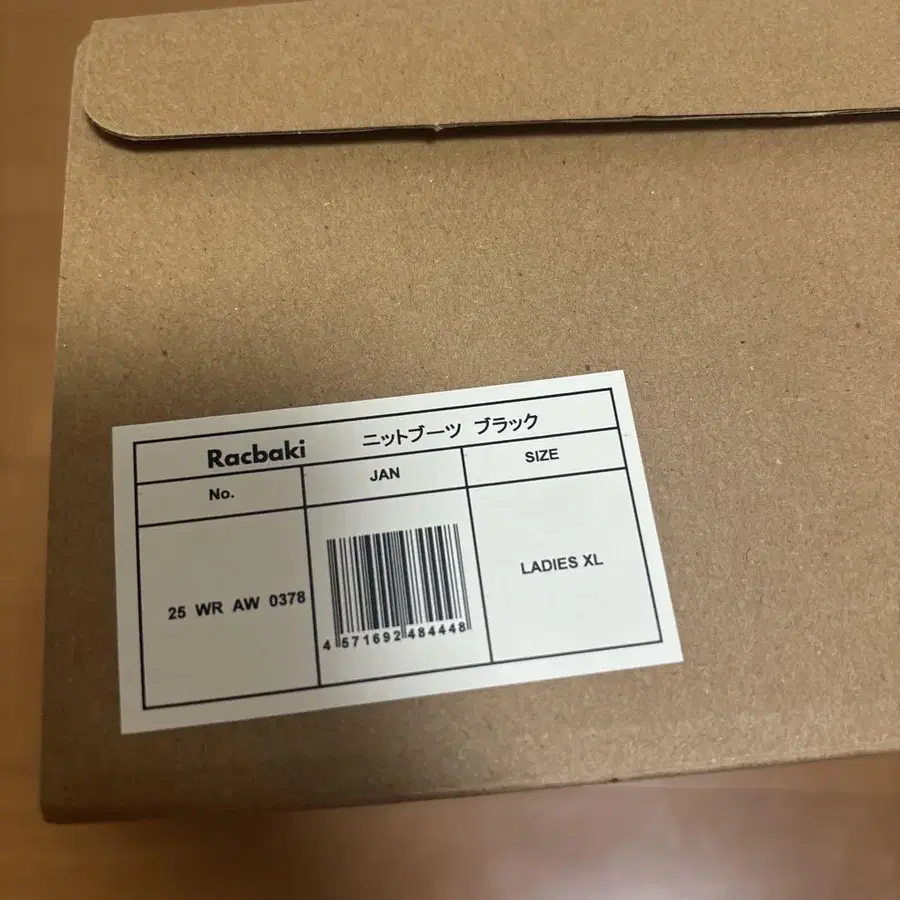 Racbaki ニットブーツ ブラック
No. JAN SIZE
25 WR AW 0378
4 571692 484448
LADIES XL